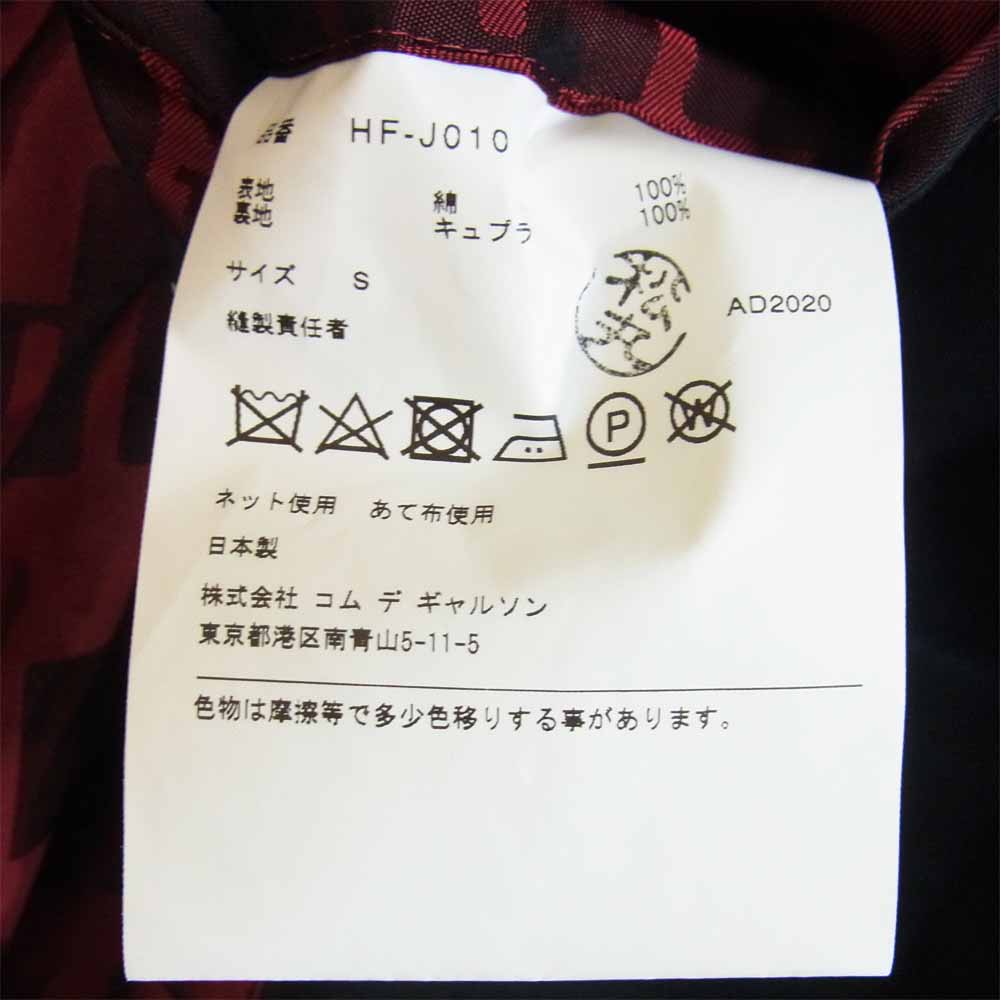 品番 HF-J010
表地 綿 100%
裏地 キュプラ 100%
サイズ S
AD2020
縫製責任者
P
W
ネット使用 あて布使用
日本製
株式会社 コム デ ギャルソン
東京都港区南青山5-11-5
色物は摩擦等で多少色移りする事があります。